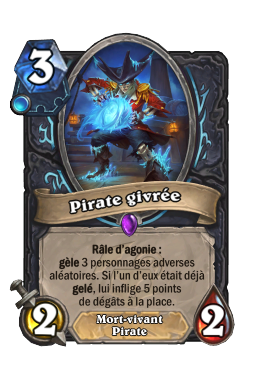 3
Pirate givrée
Râle d'agonie :
gèle 3 personnages adverses
aléatoires. Si l'un d'eux était déjà
gelé, lui inflige 5 points
de dégâts à la place.
2
Mort-vivant
Pirate
2